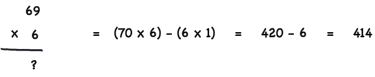 69
x 6 = (70 x 6) – (6 x 1) = 420 – 6 = 414
?